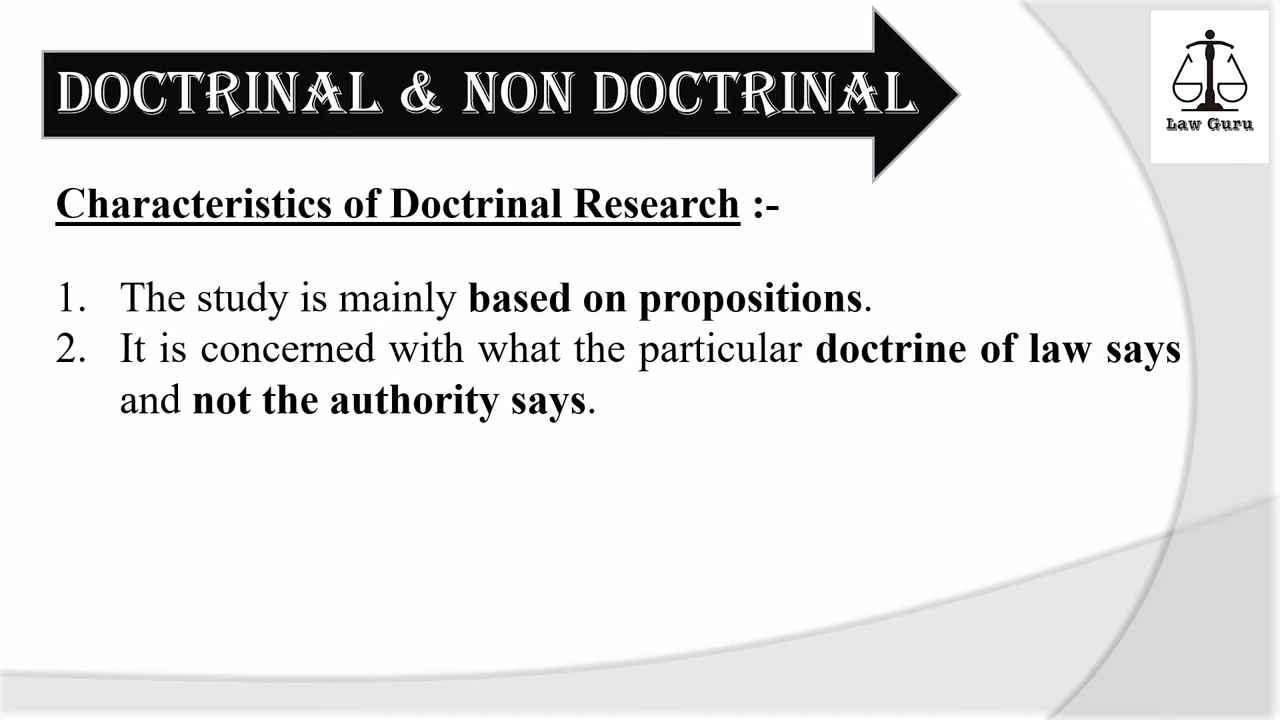 DOCTRINAL & NON DOCTRINAL
Law Guru
Characteristics of Doctrinal Research :-
1. The study is mainly based on propositions.
2. It is concerned with what the particular doctrine of law says
and not the authority says.